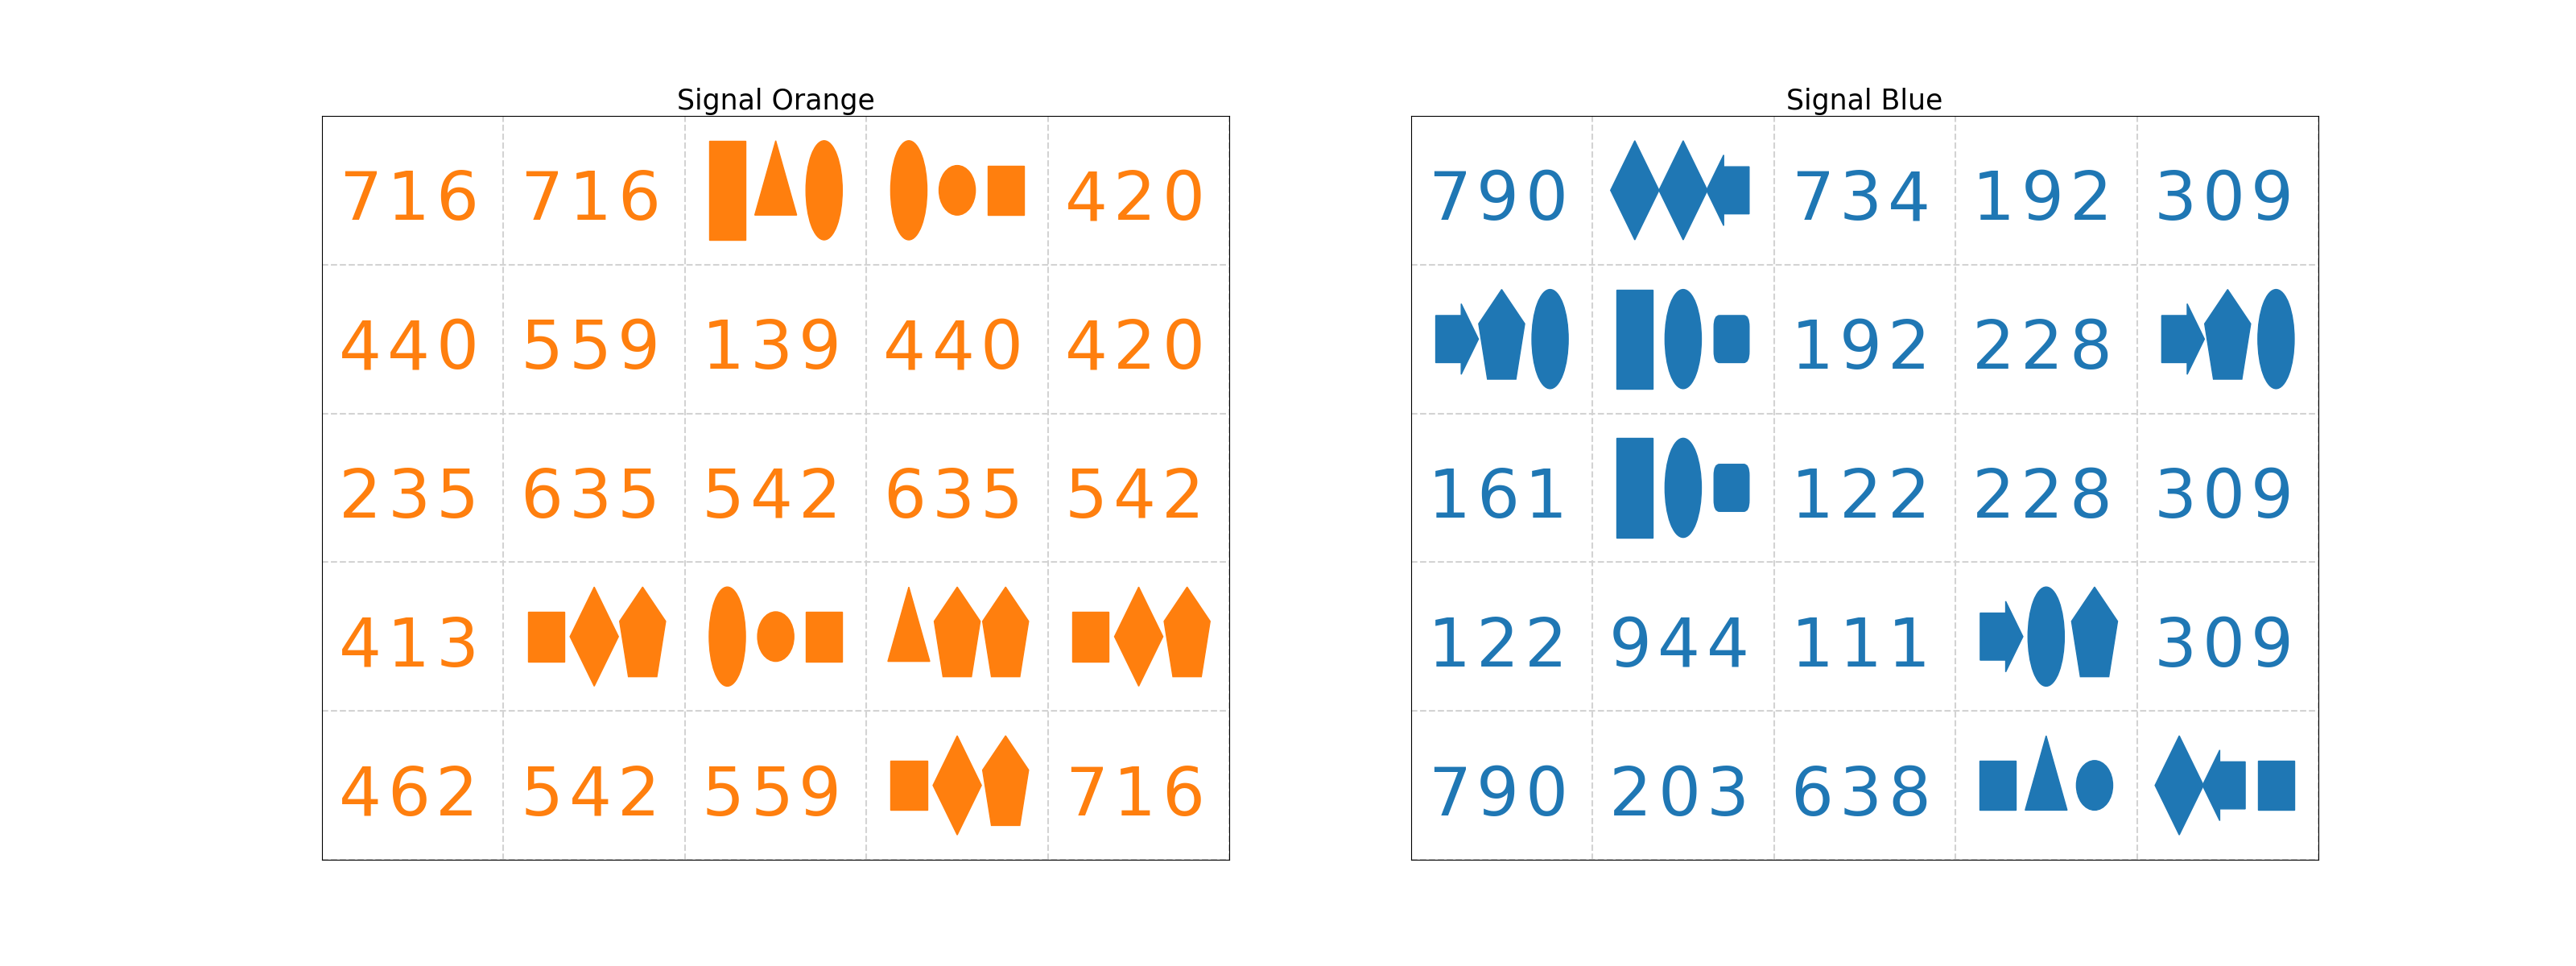 Signal Orange
716 716 420
440 559 139 440 420
235 635 542 635 542
413
462 542 559 716
Signal Blue
790 734 192 309
192 228
161 122 228 309
122 944 111 309
790 203 638